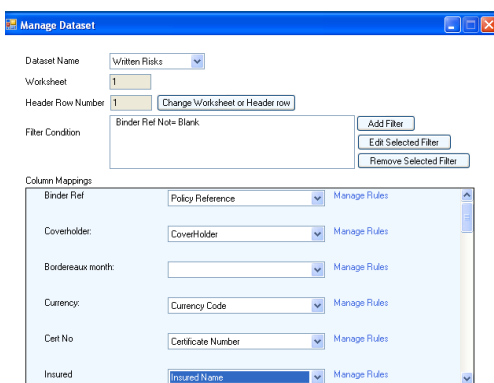 Manage Dataset
Dataset Name Written Risks
Worksheet 1
Header Row Number 1 Change Worksheet or Header row
Filter Condition
Binder Ref Not= Blank
Add Filter
Edit Selected Filter
Remove Selected Filter
Column Mappings
Binder Ref Policy Reference Manage Rules
Coverholder: CoverHolder Manage Rules
Bordereaux month: Manage Rules
Currency: Currency Code Manage Rules
Cert No Certificate Number Manage Rules
Insured Insured Name Manage Rules